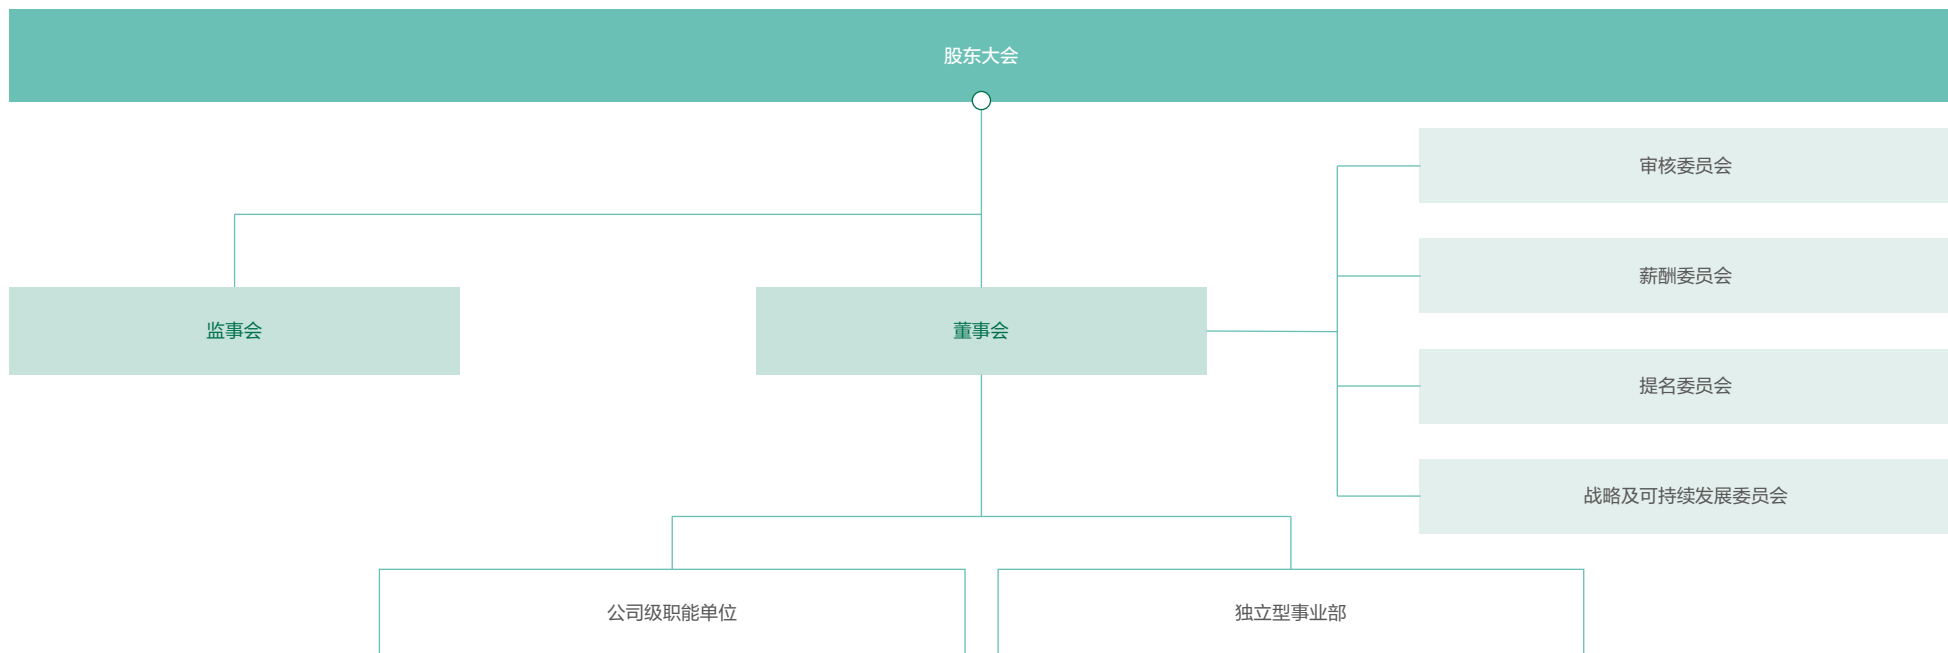 股东大会
审核委员会
薪酬委员会
监事会
董事会
提名委员会
战略及可持续发展委员会
公司级职能单位
独立型事业部